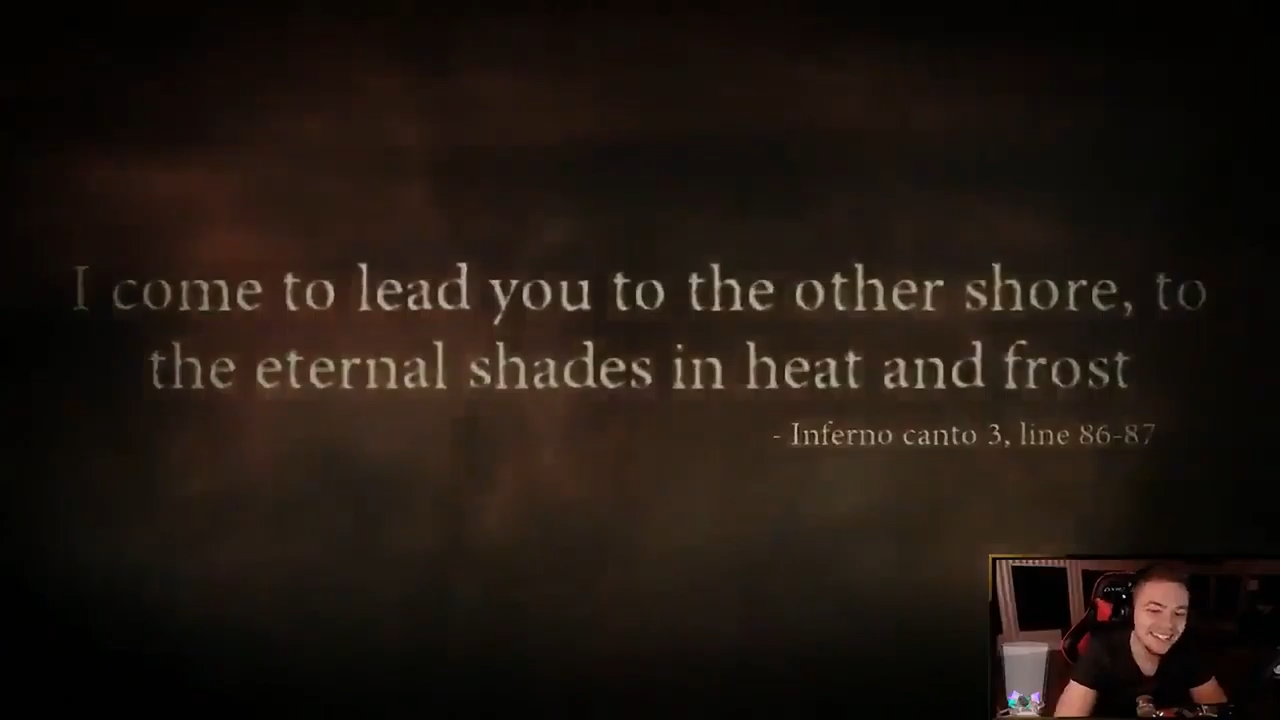 I come to lead you to the other shore, to
the eternal shades in heat and frost
- Inferno canto 3, line 86-87